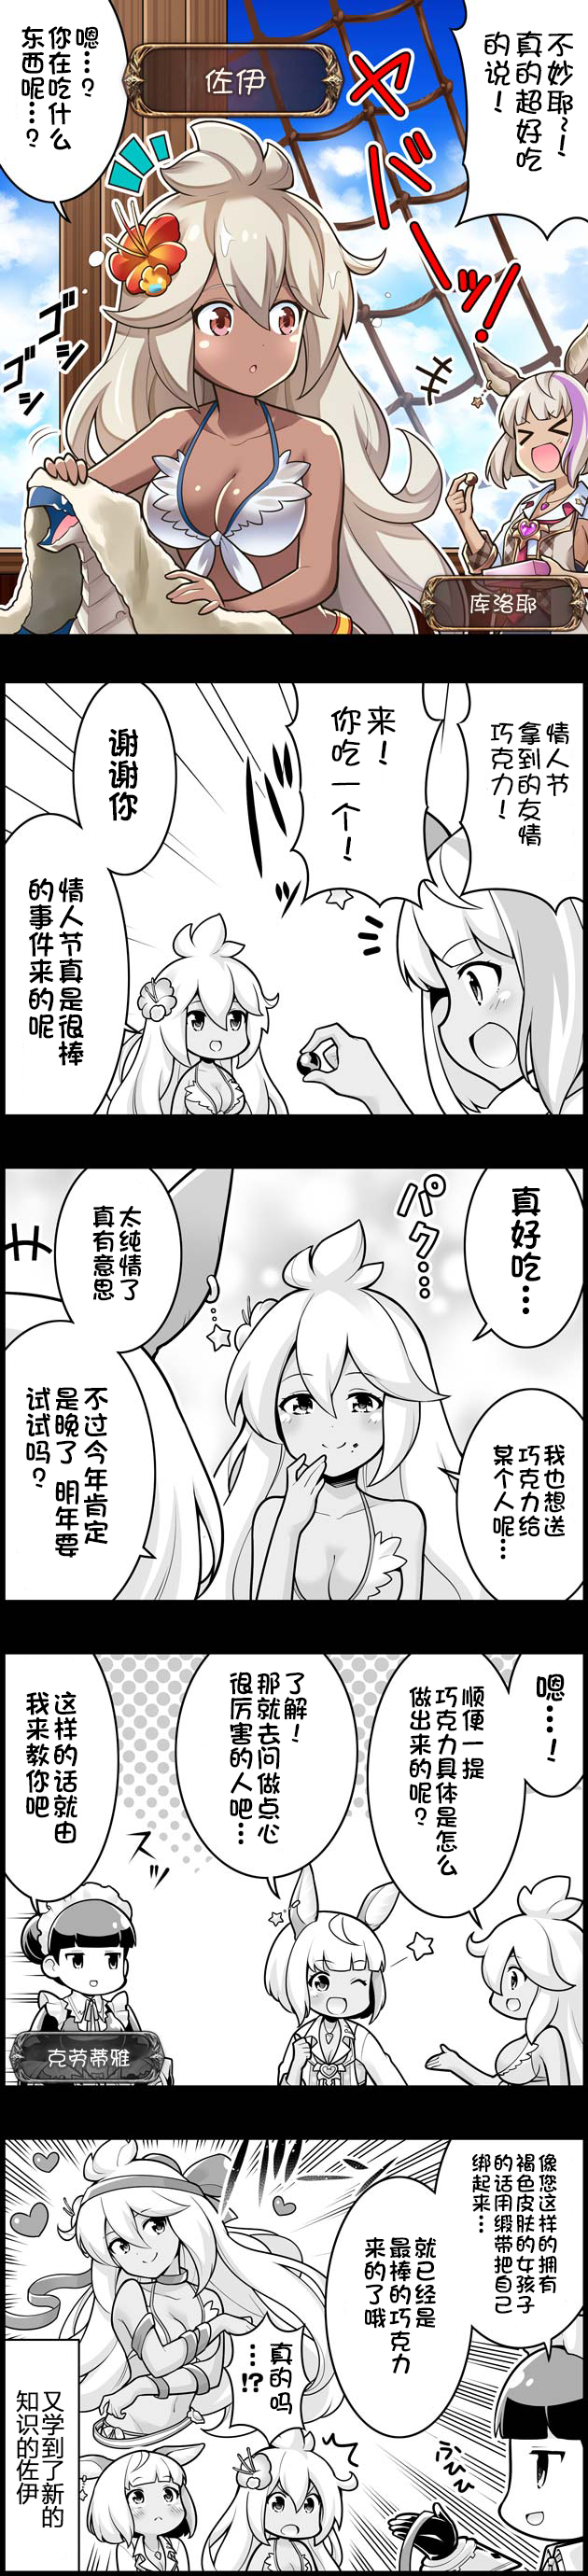 不妙耶~!
真的超好吃
的说!
ヤバッ!
佐伊
嗯…?
你在吃什么
东西呢…?
ゴシ
ゴシ
库洛耶
情人节
拿到的友情
巧克力!
来!
你吃一个!
谢谢你
情人节真是很棒
的事件来的呢
真好吃…
パク…
我也想送
巧克力给
某个人呢…
太纯情了
真有意思
不过今年肯定
是晚了 明年要
试试吗?
嗯…!
顺便一提
巧克力具体是怎么
做出来的呢?
了解!
那就去问做点心
很厉害的人吧…
这样的话就由
我来教你吧
スッ
克劳蒂雅
像您这样的拥有
褐色皮肤的女孩子
的话用缎带把自己
绑起来…
就已经是
最棒的巧克力
来的了哦
真的吗
…!?
ふんふん
又学到了新的
知识的佐伊